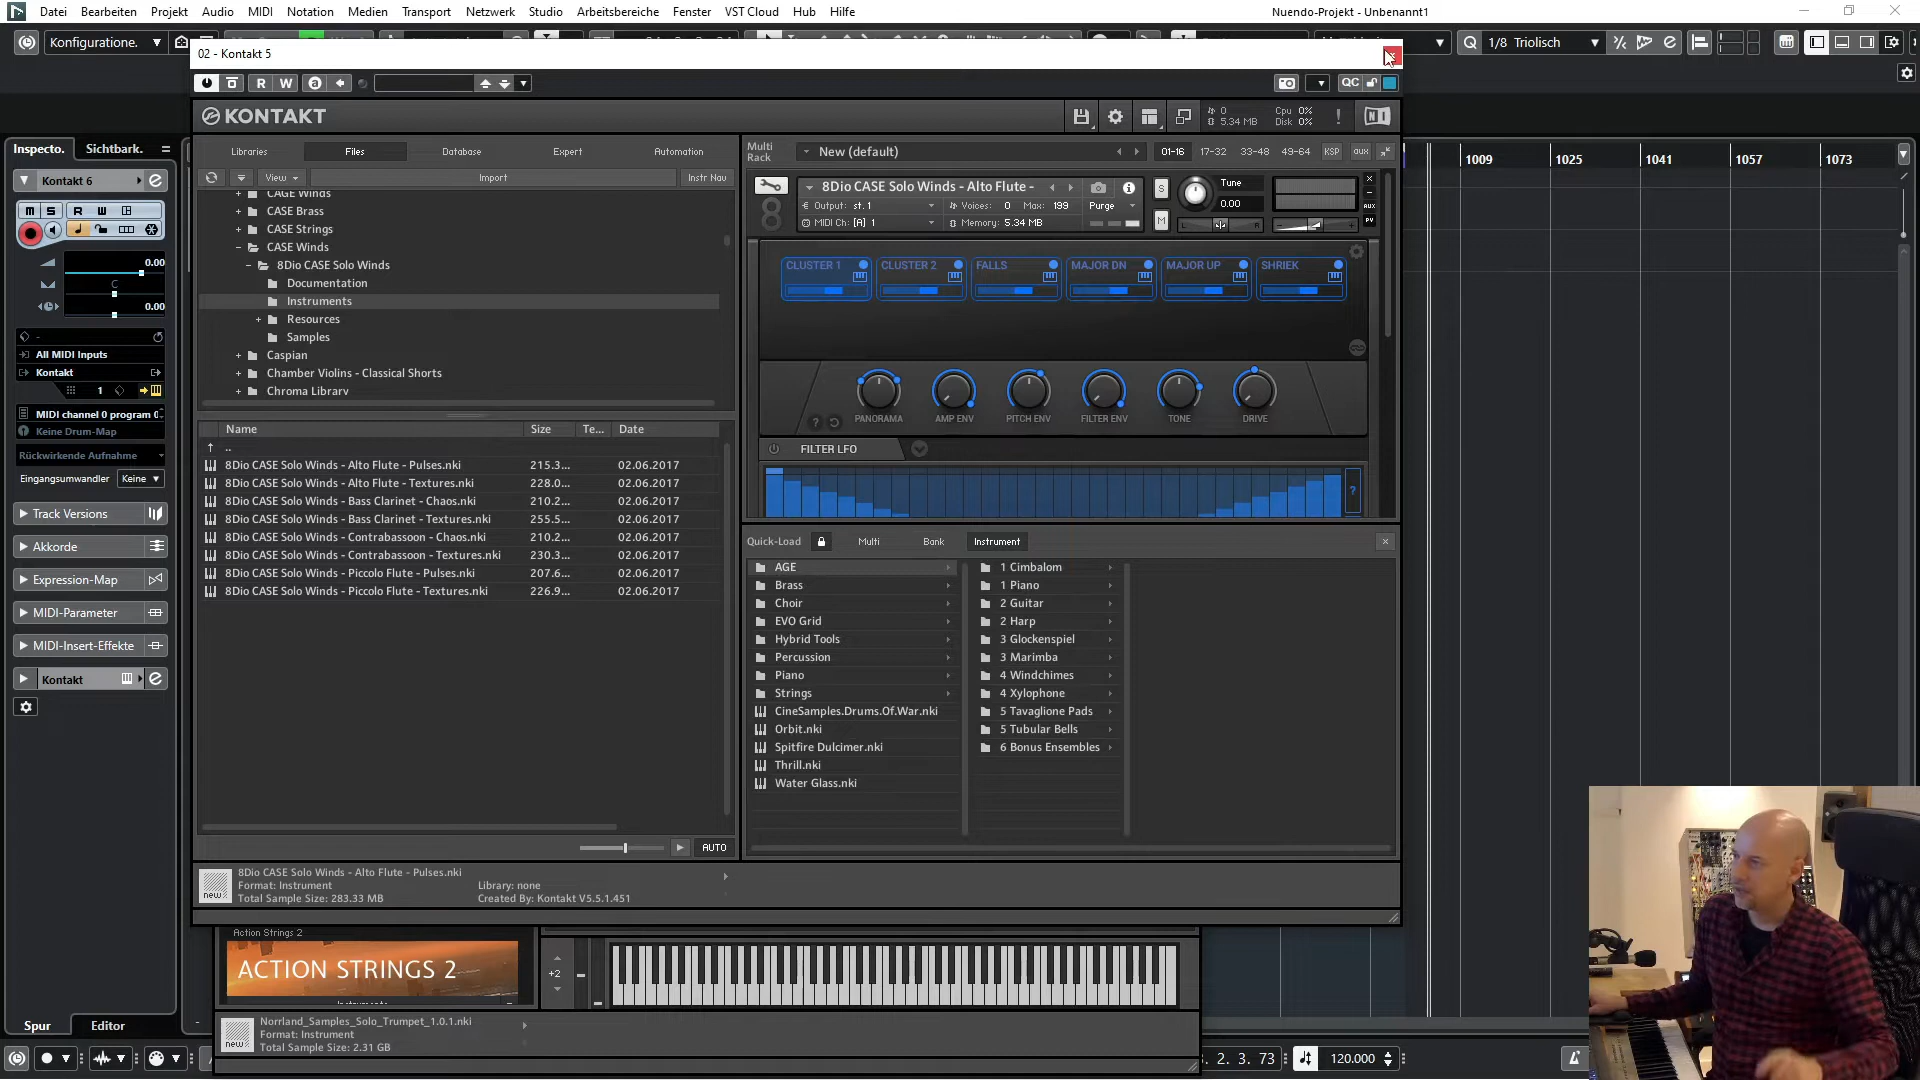 Datei Bearbeiten Projekt Audio MIDI Notation Medien Transport Netzwerk Studio Arbeitsbereiche Fenster VST Cloud Hub Hilfe Nuendo-Projekt - Unbenannt1
Konfiguratione. 1/8 Triolisch
02 - Kontakt 5
R W a QC
KONTAKT 0 5.34 MB Cpu 0% Disk 0% ! NI
Inspecto. Sichtbark.
Libraries Files Database Expert Automation
Multi Rack New (default) 01-16 17-32 33-48 49-64 KSP aux
1009 1025 1041 1057 1073
Kontakt 6
View Import Instr Nav
CAGE Winds
CASE Brass
CASE Strings
CASE Winds
8Dio CASE Solo Winds
Documentation
Instruments
Resources
Samples
Caspian
Chamber Violins - Classical Shorts
Chroma Library
8Dio CASE Solo Winds - Alto Flute -
Output: st.1 Voices: 0 Max: 199 Purge
MIDI Ch: [A] 1 Memory: 5.34 MB
S M Tune 0.00 L R AUX PV
CLUSTER 1 CLUSTER 2 FALLS MAJOR DN MAJOR UP SHRIEK
PANORAMA AMP ENV PITCH ENV FILTER ENV TONE DRIVE
FILTER LFO
?
M S R W
0.00
C
0.00
-
All MIDI Inputs
Kontakt
1
MIDI channel 0 program 0
Keine Drum-Map
Rückwirkende Aufnahme
Eingangsumwandler Keine
Track Versions
Akkorde
Expression-Map
MIDI-Parameter
MIDI-Insert-Effekte
Kontakt
Name Size Te... Date
..
8Dio CASE Solo Winds - Alto Flute - Pulses.nki 215.3... 02.06.2017
8Dio CASE Solo Winds - Alto Flute - Textures.nki 228.0... 02.06.2017
8Dio CASE Solo Winds - Bass Clarinet - Chaos.nki 210.2... 02.06.2017
8Dio CASE Solo Winds - Bass Clarinet - Textures.nki 255.5... 02.06.2017
8Dio CASE Solo Winds - Contrabassoon - Chaos.nki 210.2... 02.06.2017
8Dio CASE Solo Winds - Contrabassoon - Textures.nki 230.3... 02.06.2017
8Dio CASE Solo Winds - Piccolo Flute - Pulses.nki 207.6... 02.06.2017
8Dio CASE Solo Winds - Piccolo Flute - Textures.nki 226.9... 02.06.2017
Quick-Load Multi Bank Instrument
AGE
Brass
Choir
EVO Grid
Hybrid Tools
Percussion
Piano
Strings
CineSamples.Drums.Of.War.nki
Orbit.nki
Spitfire Dulcimer.nki
Thrill.nki
Water Glass.nki
1 Cimbalom
1 Piano
2 Guitar
2 Harp
3 Glockenspiel
3 Marimba
4 Windchimes
4 Xylophone
5 Tavaglione Pads
5 Tubular Bells
6 Bonus Ensembles
AUTO
new
8Dio CASE Solo Winds - Alto Flute - Pulses.nki
Format: Instrument Library: none
Total Sample Size: 283.33 MB Created By: Kontakt V5.5.1.451
Action Strings 2
ACTION STRINGS 2
+2
new
Norrland_Samples_Solo_Trumpet_1.0.1.nki
Format: Instrument
Total Sample Size: 2.31 GB
Spur Editor
. 2. 3. 73 120.000